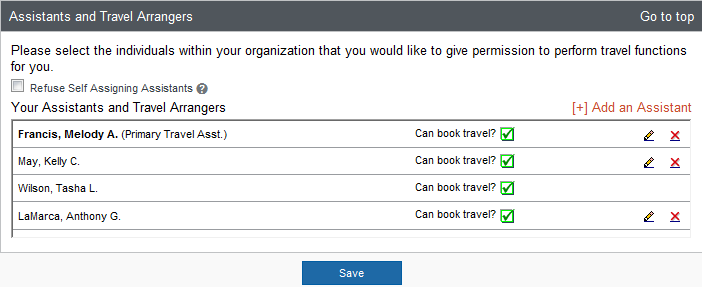 Assistants and Travel Arrangers Go to top
Please select the individuals within your organization that you would like to give permission to perform travel functions
for you.
Refuse Self Assigning Assistants ?
Your Assistants and Travel Arrangers [+] Add an Assistant
Francis, Melody A. (Primary Travel Asst.) Can book travel?
May, Kelly C. Can book travel?
Wilson, Tasha L. Can book travel?
LaMarca, Anthony G. Can book travel?
Save